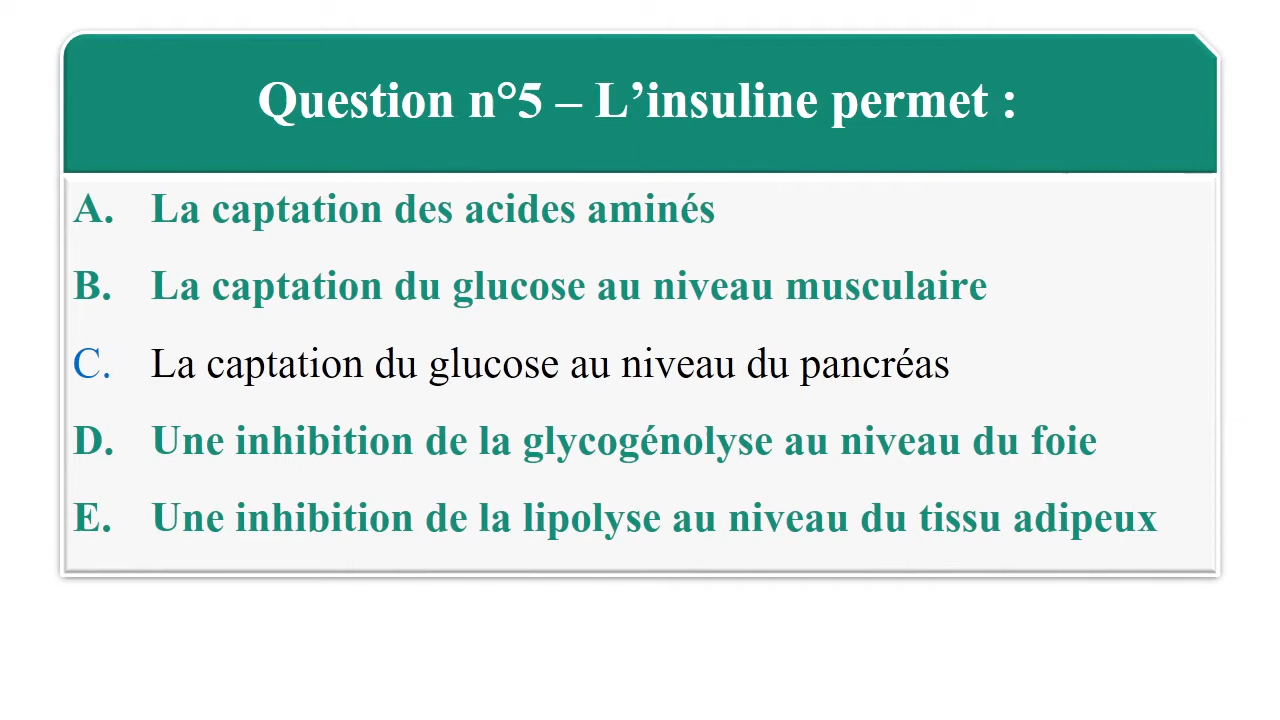 Question n°5 – L’insuline permet :
A. La captation des acides aminés
B. La captation du glucose au niveau musculaire
C. La captation du glucose au niveau du pancréas
D. Une inhibition de la glycogénolyse au niveau du foie
E. Une inhibition de la lipolyse au niveau du tissu adipeux